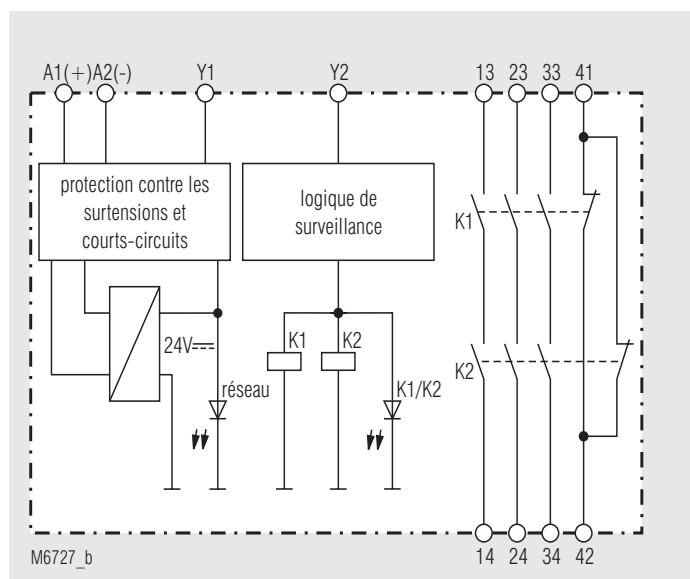 A1(+) A2(-) Y1 Y2 13 23 33 41
protection contre les
surtensions et
courts-circuits
logique de
surveillance
K1
24V
K1 K2
K2
réseau K1/K2
14 24 34 42
M6727_b